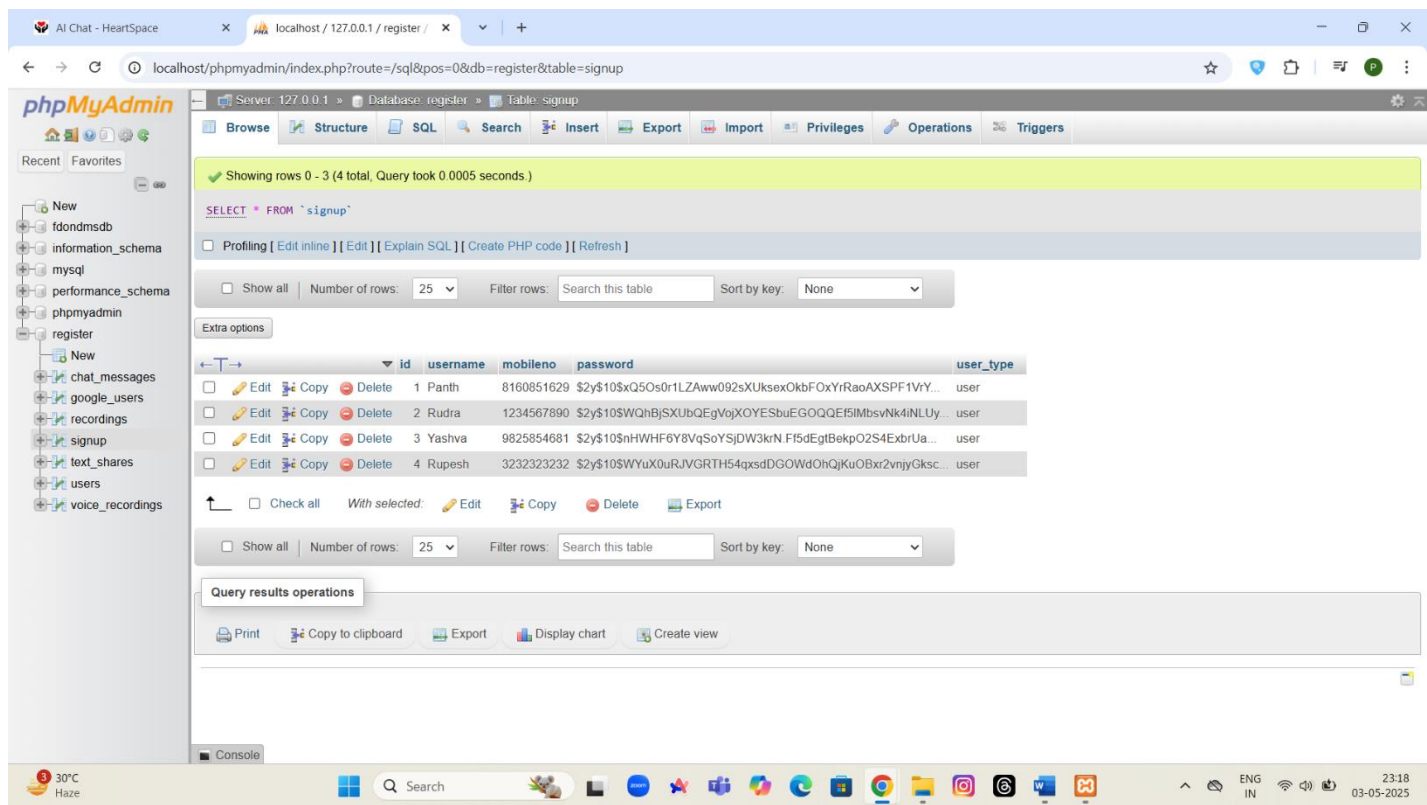 AI Chat - HeartSpace
localhost / 127.0.0.1 / register /
localhost/phpmyadmin/index.php?route=/sql&pos=0&db=register&table=signup
P
phpMyAdmin
Recent Favorites
New
fdondmsdb
information_schema
mysql
performance_schema
phpmyadmin
register
New
chat_messages
google_users
recordings
signup
text_shares
users
voice_recordings
Server: 127.0.0.1 » Database: register » Table: signup
Browse Structure SQL Search Insert Export Import Privileges Operations Triggers
Showing rows 0 - 3 (4 total, Query took 0.0005 seconds.)
SELECT * FROM `signup`
Profiling [ Edit inline ] [ Edit ] [ Explain SQL ] [ Create PHP code ] [ Refresh ]
Show all | Number of rows: 25 Filter rows: Search this table Sort by key: None
Extra options
←T→ id username mobileno password user_type
Edit Copy Delete 1 Panth 8160851629 $2y$10$xQ5Os0r1LZAww092sXUksexOkbFOxYrRaoAXSPF1VrY... user
Edit Copy Delete 2 Rudra 1234567890 $2y$10$WQhBjSXUbQEgVojXOYESbuEGOQQEf5lMbsvNk4iNLUy... user
Edit Copy Delete 3 Yashva 9825854681 $2y$10$nHWHF6Y8VqSoYSjDW3krN.Ff5dEgtBekpO2S4ExbrUa... user
Edit Copy Delete 4 Rupesh 3232323232 $2y$10$WYuX0uRJVGRTH54qxsdDGOWdOhQjKuOBxr2vnjyGksc... user
Check all With selected: Edit Copy Delete Export
Show all | Number of rows: 25 Filter rows: Search this table Sort by key: None
Query results operations
Print Copy to clipboard Export Display chart Create view
Console
3 30°C
Haze
Search
zoom
ENG
IN
23:18
03-05-2025